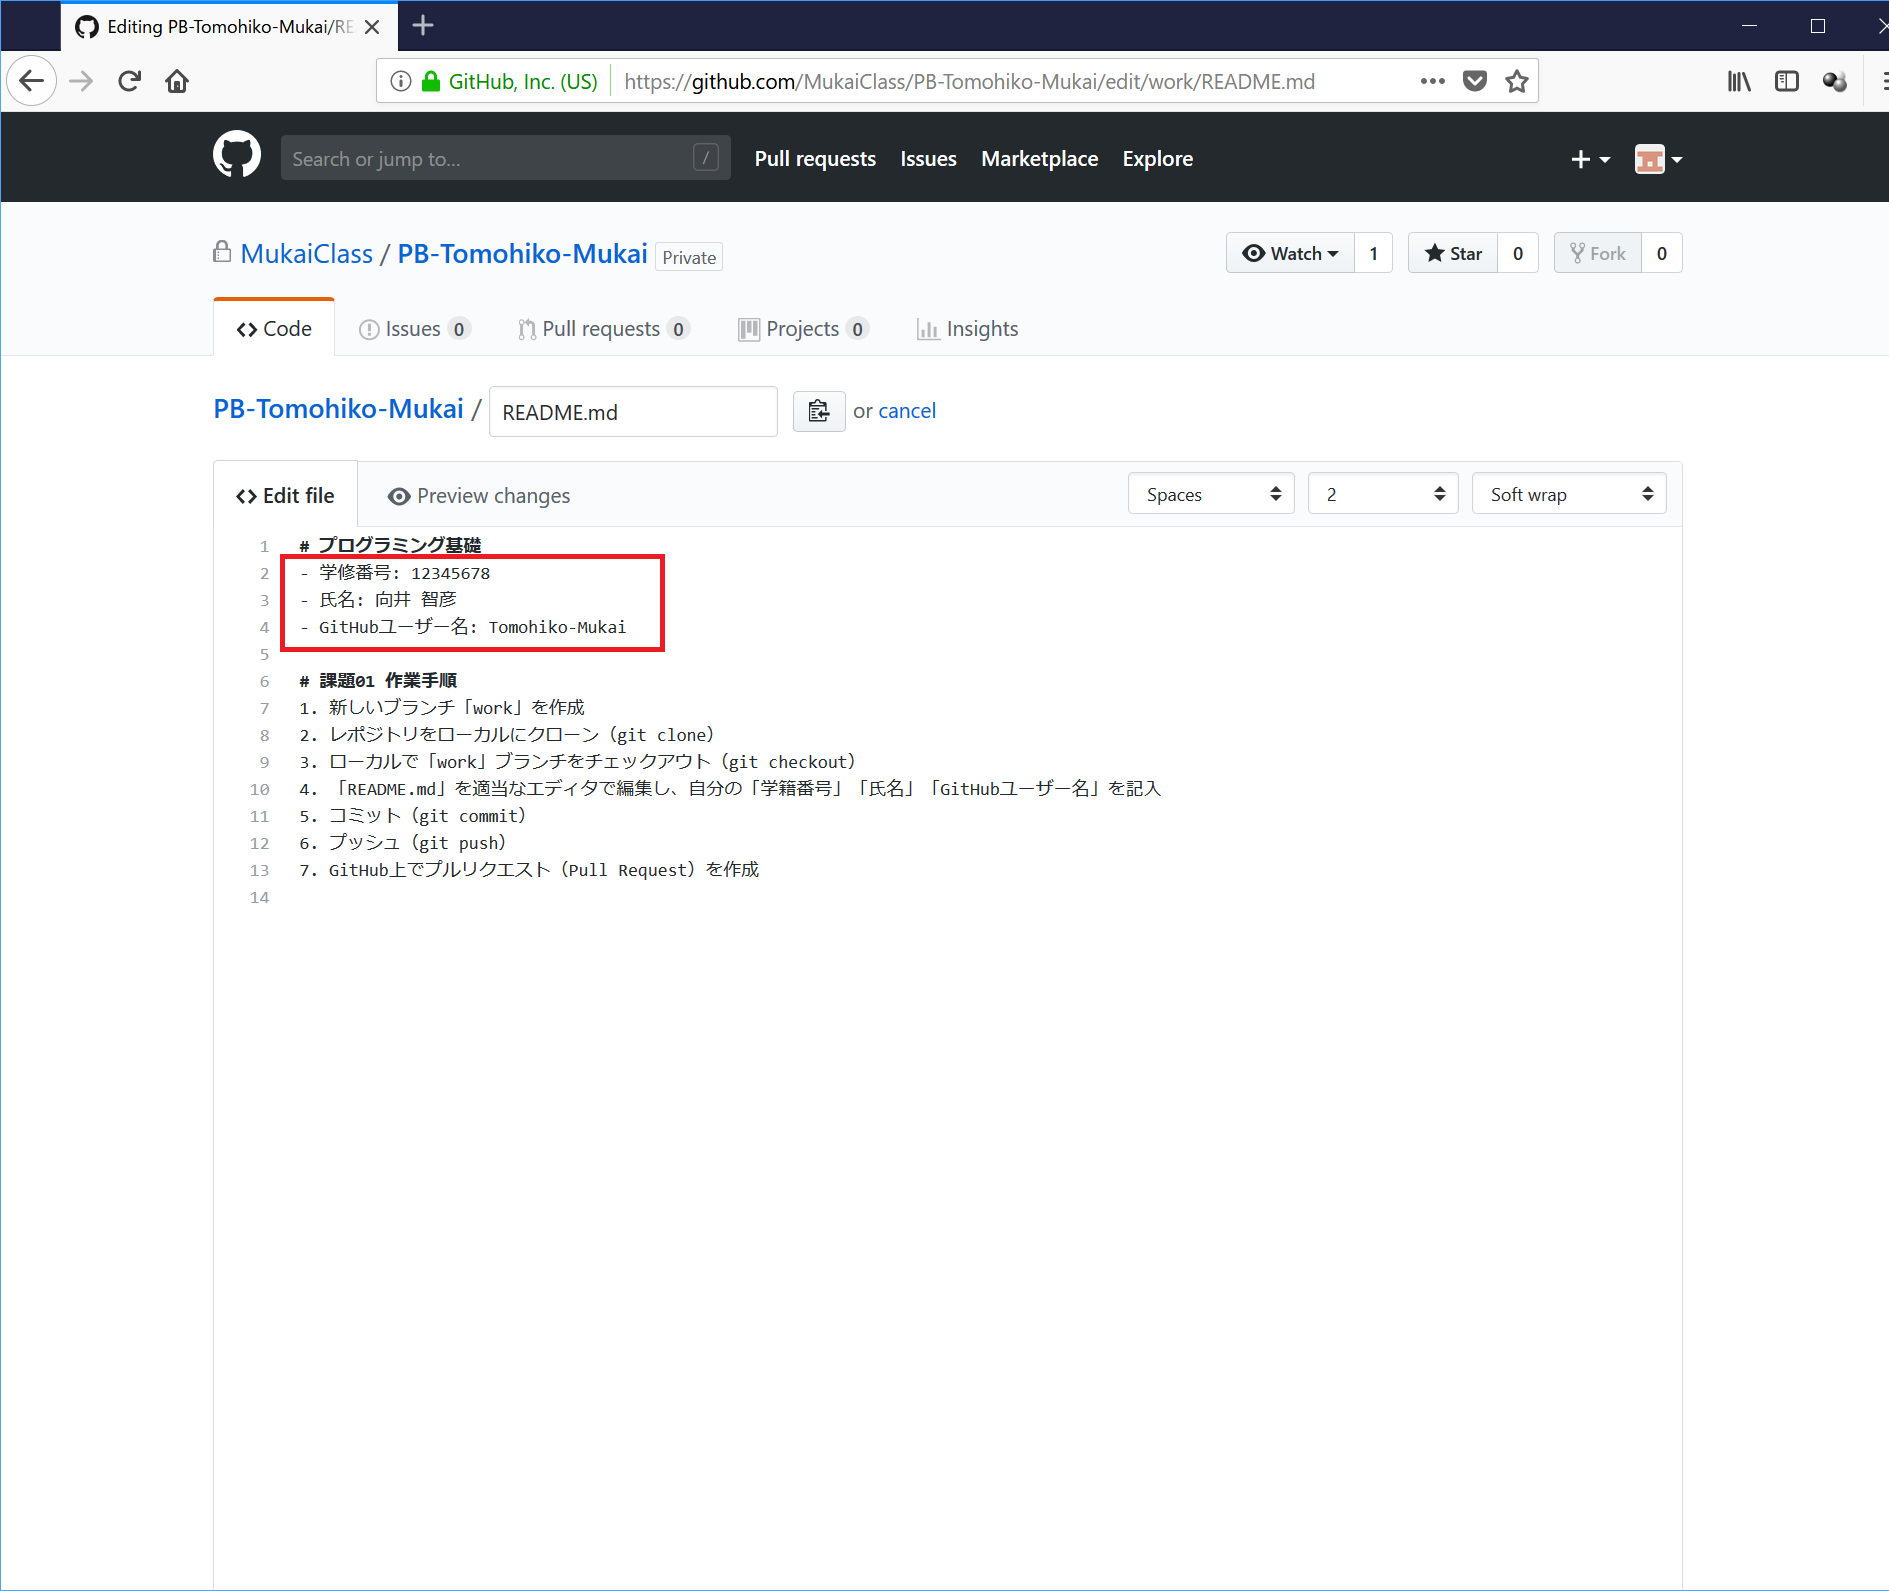 Editing PB-Tomohiko-Mukai/RE
GitHub, Inc. (US) https://github.com/MukaiClass/PB-Tomohiko-Mukai/edit/work/README.md
Search or jump to... / Pull requests Issues Marketplace Explore
MukaiClass / PB-Tomohiko-Mukai Private Watch 1 Star 0 Fork 0
Code Issues 0 Pull requests 0 Projects 0 Insights
PB-Tomohiko-Mukai / README.md or cancel
Edit file Preview changes Spaces 2 Soft wrap
1 # プログラミング基礎
2 - 学修番号: 12345678
3 - 氏名: 向井 智彦
4 - GitHubユーザー名: Tomohiko-Mukai
5
6 # 課題01 作業手順
7 1. 新しいブランチ「work」を作成
8 2. レポジトリをローカルにクローン（git clone）
9 3. ローカルで「work」ブランチをチェックアウト（git checkout）
10 4. 「README.md」を適当なエディタで編集し、自分の「学籍番号」「氏名」「GitHubユーザー名」を記入
11 5. コミット（git commit）
12 6. プッシュ（git push）
13 7. GitHub上でプルリクエスト（Pull Request）を作成
14